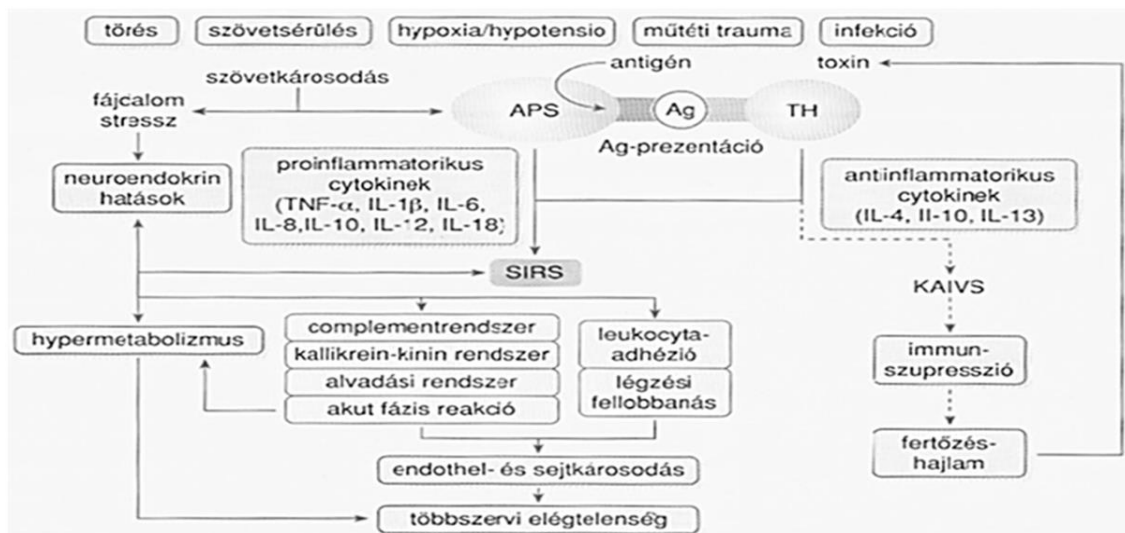 törés
szövetsérülés
hypoxia/hypotensio
műtéti trauma
infekció
szövetkárosodás
antigén
toxin
fájdalom
stressz
APS
Ag
TH
Ag-prezentáció
neuroendokrin
hatások
proinflammatorikus
cytokinek
(TNF-α, IL-1β, IL-6,
IL-8,IL-10, IL-12, IL-18)
antiinflammatorikus
cytokinek
(IL-4, Il-10, IL-13)
SIRS
KAIVS
hypermetabolizmus
complementrendszer
kallikrein-kinin rendszer
alvadási rendszer
akut fázis reakció
leukocyta-
adhézió
légzési
fellobbanás
immun-
szupresszió
fertőzés-
hajlam
endothel- és sejtkárosodás
többszervi elégtelenség